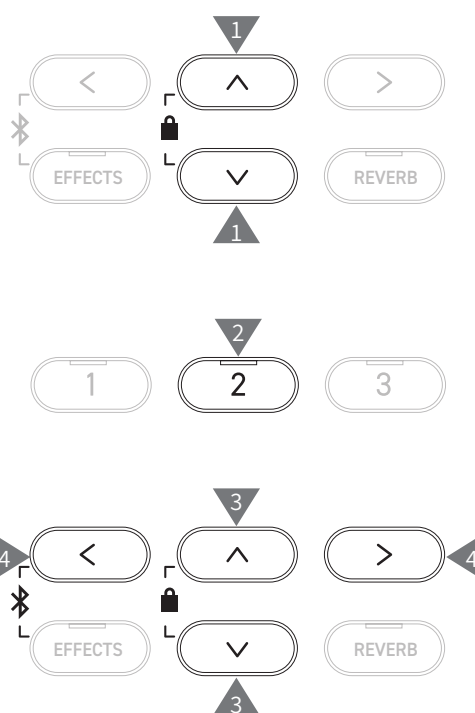 1
<
^
>
EFFECTS
v
REVERB
1
2
1
2
3
3
4
<
^
>
4
EFFECTS
v
REVERB
3